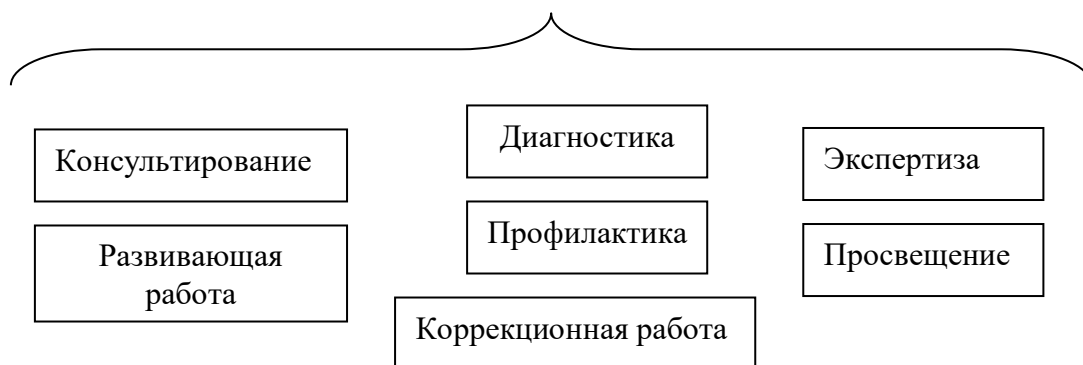 Консультирование
Развивающая
работа
Диагностика
Профилактика
Коррекционная работа
Экспертиза
Просвещение